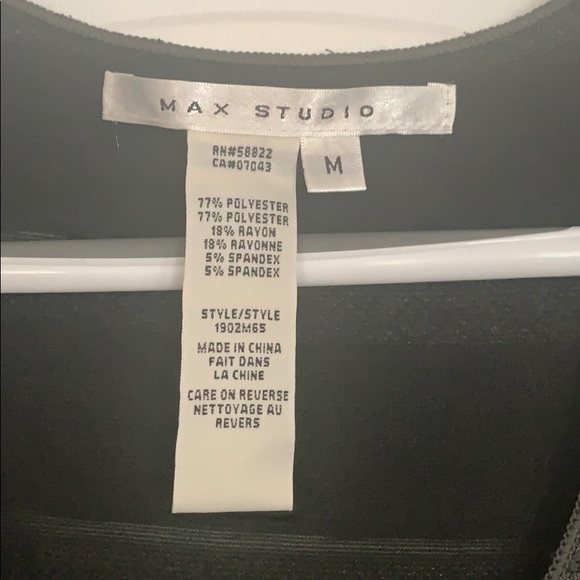 MAX STUDIO
M
RN#58822
CA#07043
77% POLYESTER
77% POLYESTER
18% RAYON
18% RAYONNE
5% SPANDEX
5% SPANDEX
STYLE/STYLE
1902M65
MADE IN CHINA
FAIT DANS
LA CHINE
CARE ON REVERSE
NETTOYAGE AU
REVERS